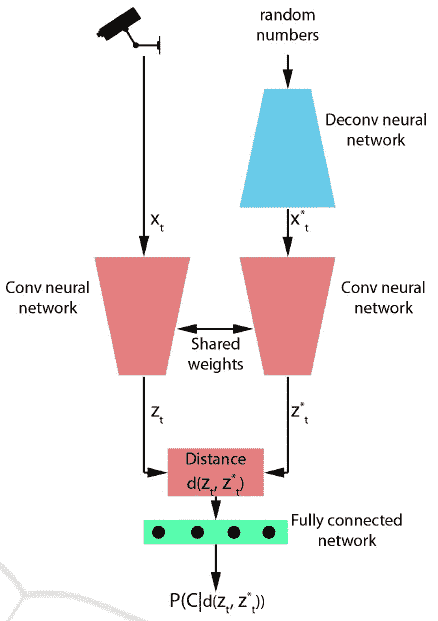 random
numbers
Deconv neural
network
x_t
x*_t
Conv neural
network
Conv neural
network
Shared
weights
z_t
z*_t
Distance
d(z_t, z*_t)
Fully connected
network
P(C|d(z_t, z*_t))